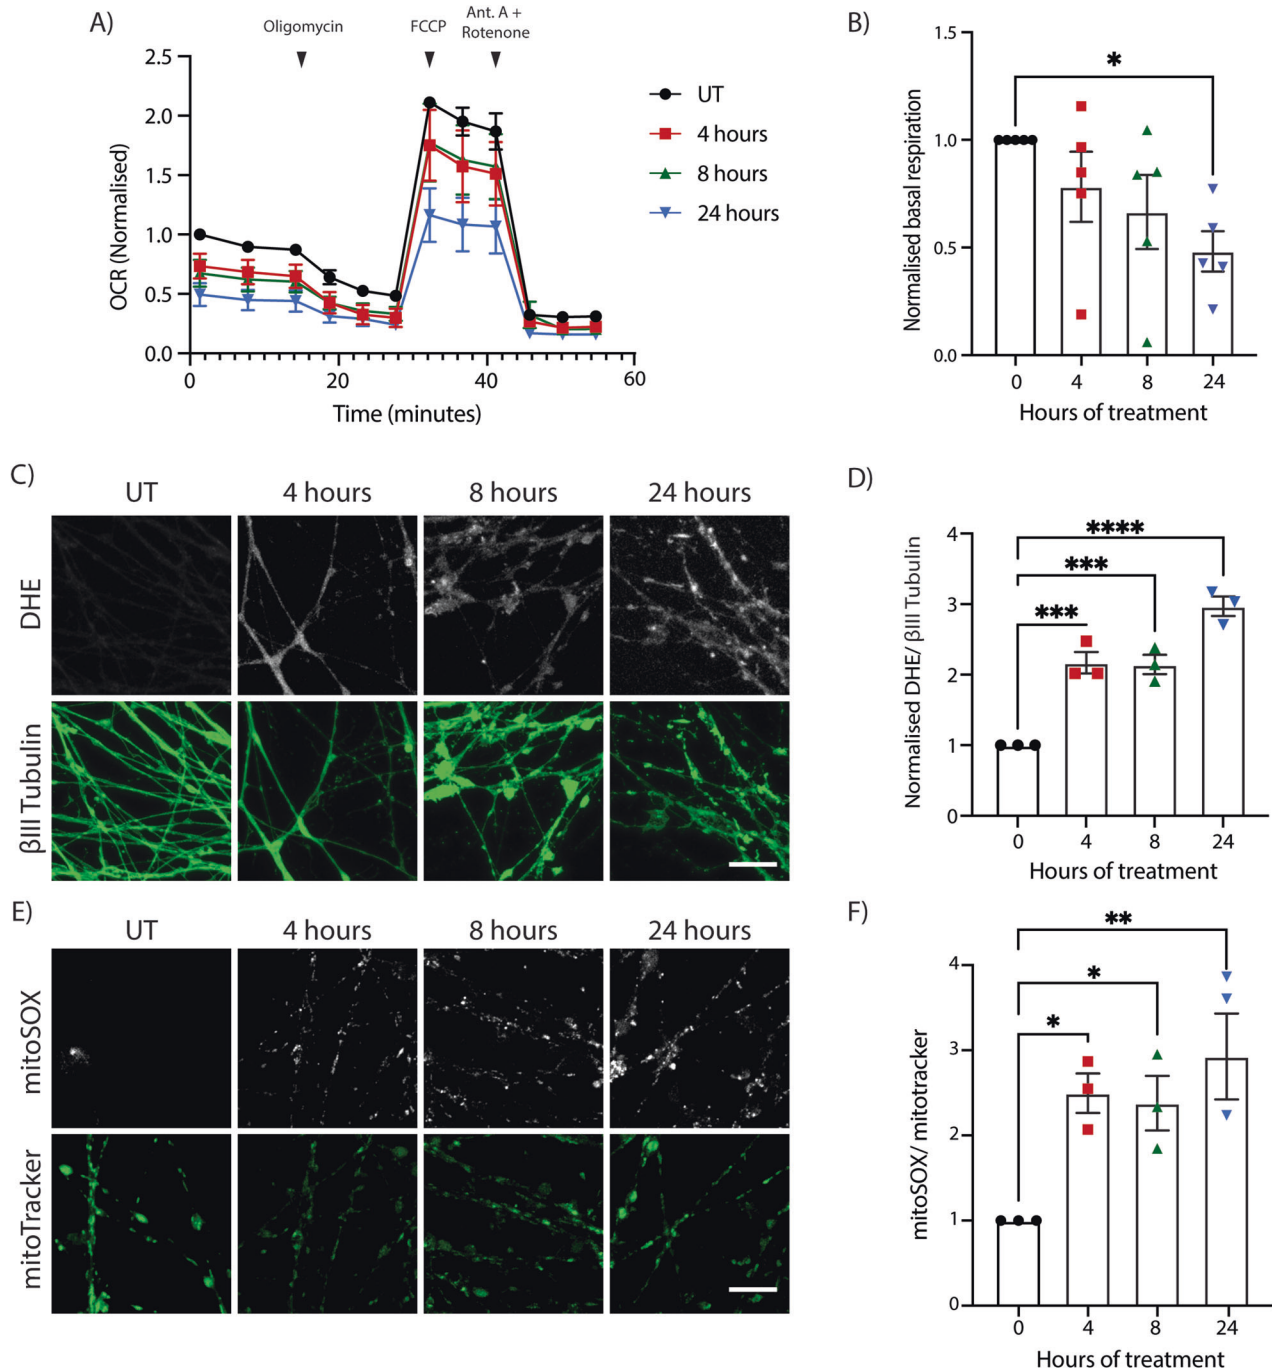 A)
Oligomycin
FCCP
Ant. A +
Rotenone
OCR (Normalised)
2.5
2.0
1.5
1.0
0.5
0.0
0
20
40
60
Time (minutes)
UT
4 hours
8 hours
24 hours
B)
Normalised basal respiration
1.5
1.0
0.5
0.0
*
0
4
8
24
Hours of treatment
C)
UT
4 hours
8 hours
24 hours
DHE
βIII Tubulin
D)
Normalised DHE/ βIII Tubulin
4
3
2
1
0
****
***
***
0
4
8
24
Hours of treatment
E)
UT
4 hours
8 hours
24 hours
mitoSOX
mitoTracker
F)
mitoSOX/ mitotracker
4
3
2
1
0
**
*
*
0
4
8
24
Hours of treatment